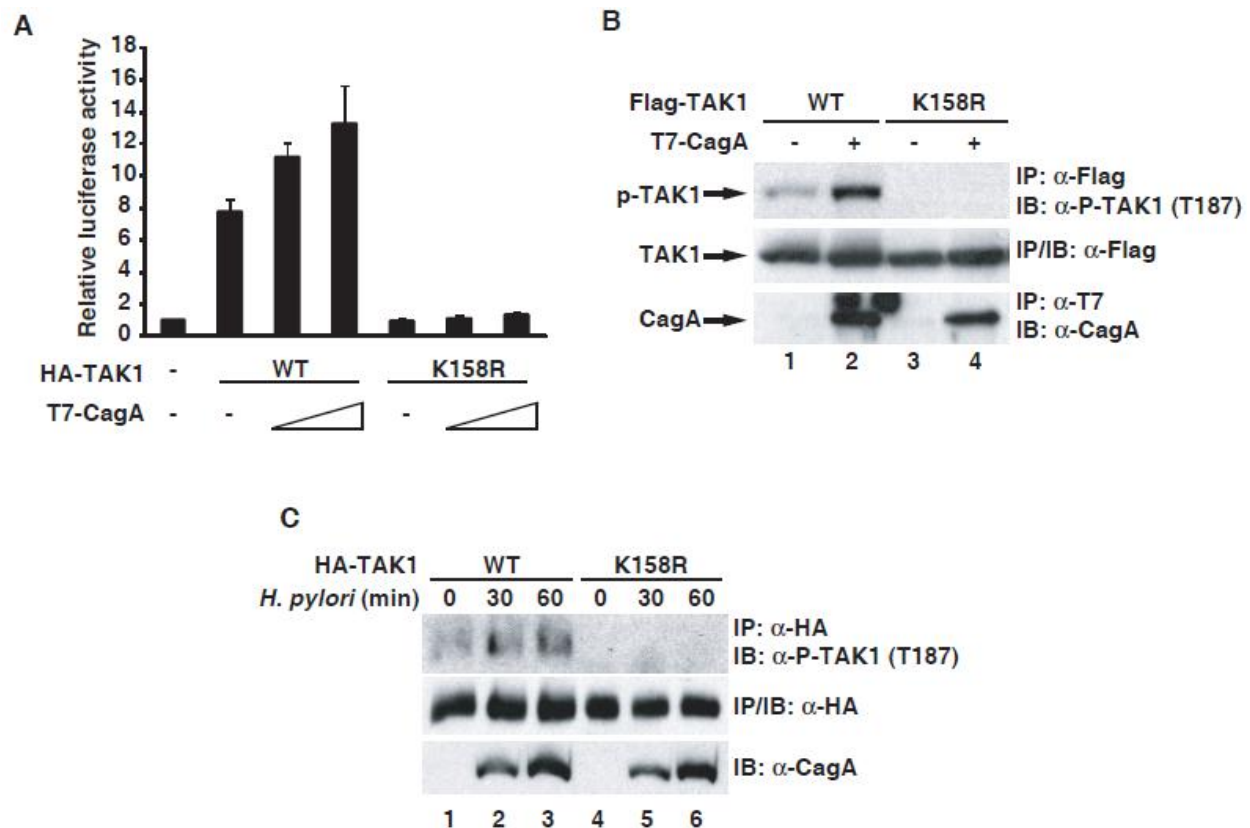 A
Relative luciferase activity
18
16
14
12
10
8
6
4
2
0
HA-TAK1 - WT K158R
T7-CagA - - -
B
Flag-TAK1 WT K158R
T7-CagA - + - +
p-TAK1 IP: α-Flag
IB: α-P-TAK1 (T187)
TAK1 IP/IB: α-Flag
CagA IP: α-T7
IB: α-CagA
1 2 3 4
C
HA-TAK1 WT K158R
H. pylori (min) 0 30 60 0 30 60
IP: α-HA
IB: α-P-TAK1 (T187)
IP/IB: α-HA
IB: α-CagA
1 2 3 4 5 6